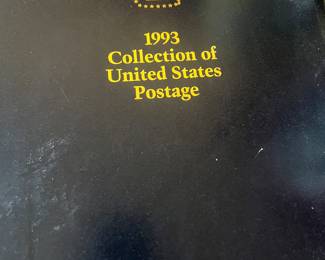 1993
Collection of
United States
Postage